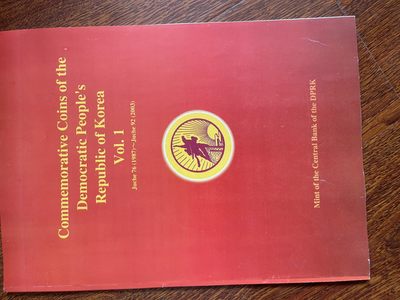 Commemorative Coins of the
Democratic People's
Republic of Korea
Vol. 1
Juche 76 (1987)~Juche 92 (2003)
Mint of the Central Bank of the DPRK